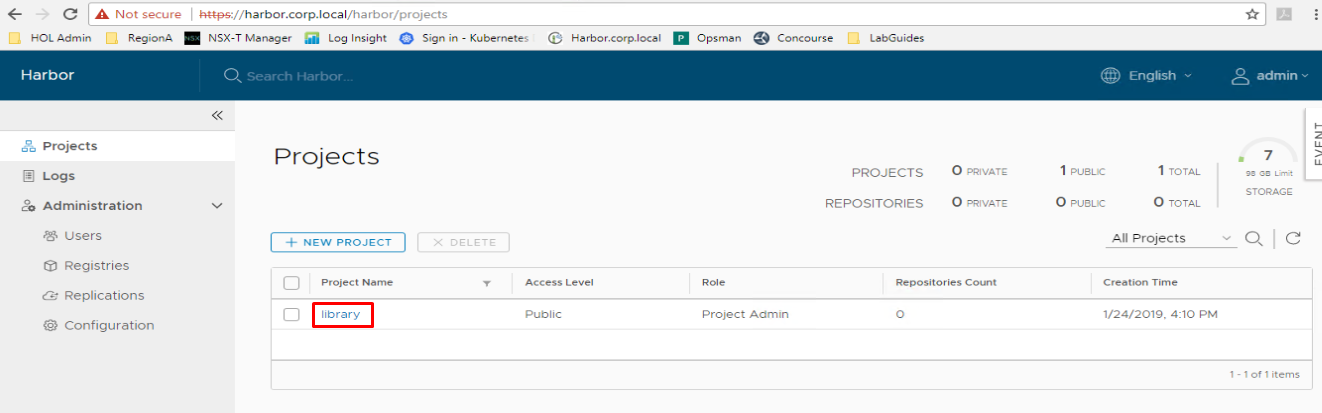 Not secure | https://harbor.corp.local/harbor/projects
HOL Admin RegionA NSX NSX-T Manager Log Insight Sign in - Kubernetes Harbor.corp.local P Opsman Concourse LabGuides
Harbor Search Harbor... English admin
Projects
Logs
Administration
Users
Registries
Replications
Configuration
EVENT
Projects
PROJECTS 0 PRIVATE 1 PUBLIC 1 TOTAL
REPOSITORIES 0 PRIVATE 0 PUBLIC 0 TOTAL
7
98 GB Limit
STORAGE
+ NEW PROJECT × DELETE All Projects
Project Name Access Level Role Repositories Count Creation Time
library Public Project Admin 0 1/24/2019, 4:10 PM
1 - 1 of 1 items